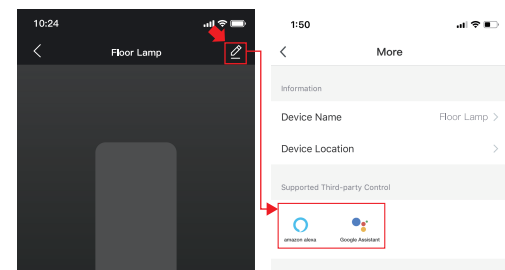 10:24
Floor Lamp
1:50
More
Information
Device Name
Floor Lamp
Device Location
Supported Third-party Control
amazon alexa
Google Assistant